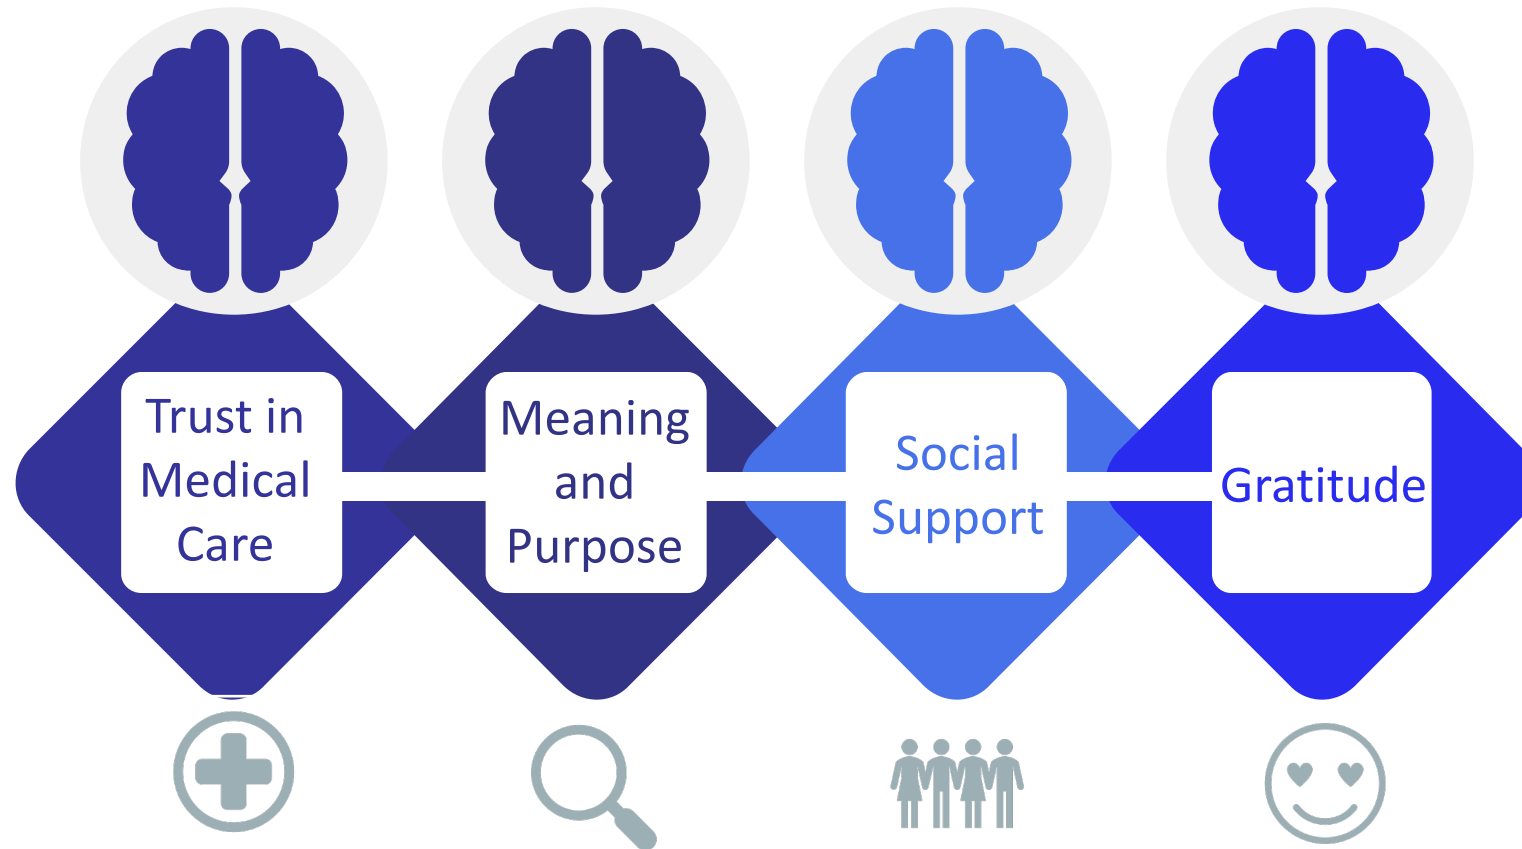 Trust in
Medical
Care
Meaning
and
Purpose
Social
Support
Gratitude